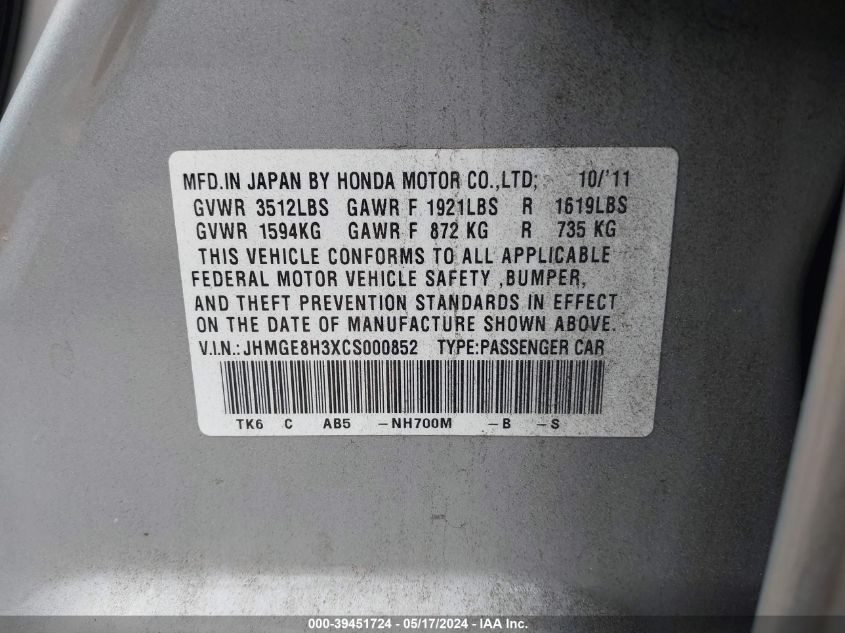 MFD.IN JAPAN BY HONDA MOTOR CO.,LTD; 10/'11
GVWR 3512LBS GAWR F 1921LBS R 1619LBS
GVWR 1594KG GAWR F 872 KG R 735 KG
THIS VEHICLE CONFORMS TO ALL APPLICABLE
FEDERAL MOTOR VEHICLE SAFETY ,BUMPER,
AND THEFT PREVENTION STANDARDS IN EFFECT
ON THE DATE OF MANUFACTURE SHOWN ABOVE.
V.I.N.: JHMGE8H3XCS000852 TYPE:PASSENGER CAR
TK6 C AB5 -NH700M -B -S
000-39451724 - 05/17/2024 - IAAI - Copart, Inc.